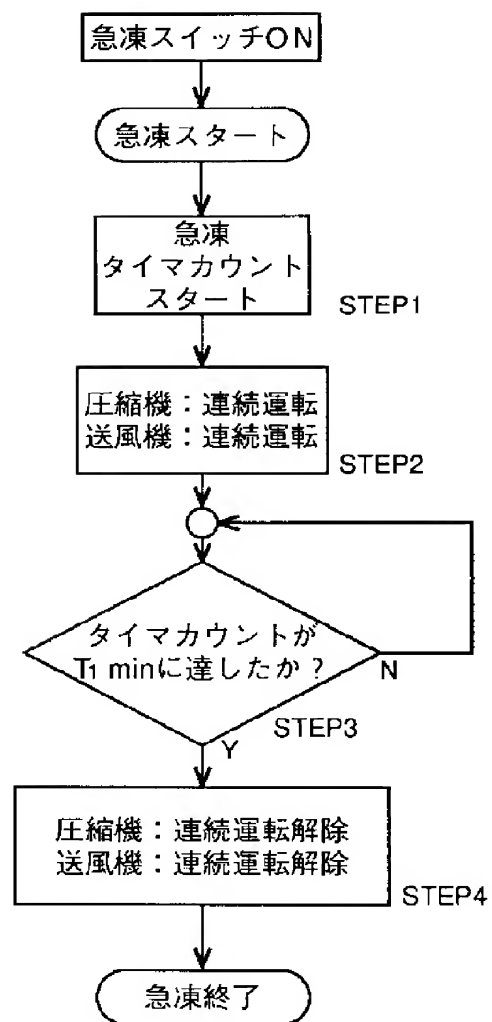 急凍スイッチON
急凍スタート
急凍
タイマカウント
スタート
STEP1
圧縮機：連続運転
送風機：連続運転
STEP2
タイマカウントが
T1 minに達したか？
N
STEP3
Y
圧縮機：連続運転解除
送風機：連続運転解除
STEP4
急凍終了